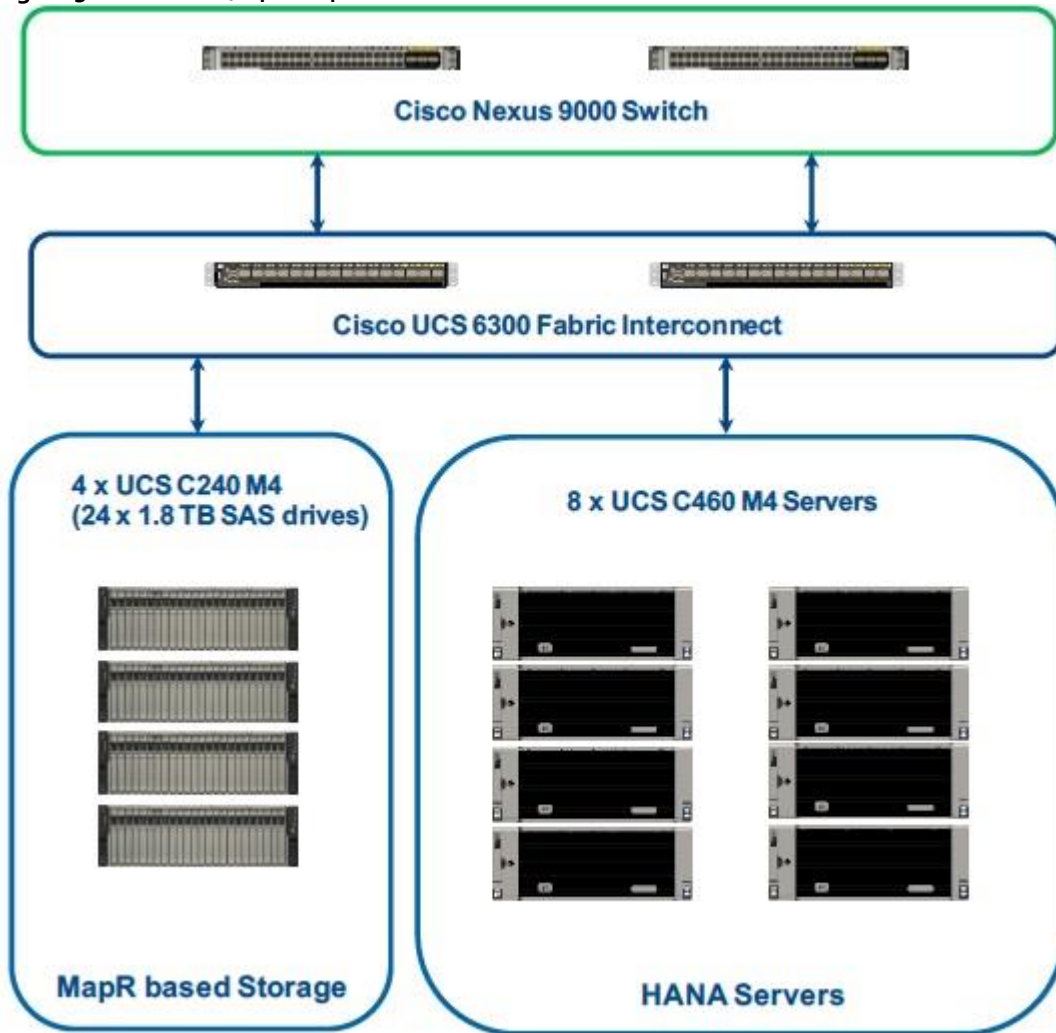 Cisco Nexus 9000 Switch
Cisco UCS 6300 Fabric Interconnect
4 x UCS C240 M4
(24 x 1.8 TB SAS drives)
8 x UCS C460 M4 Servers
MapR based Storage
HANA Servers